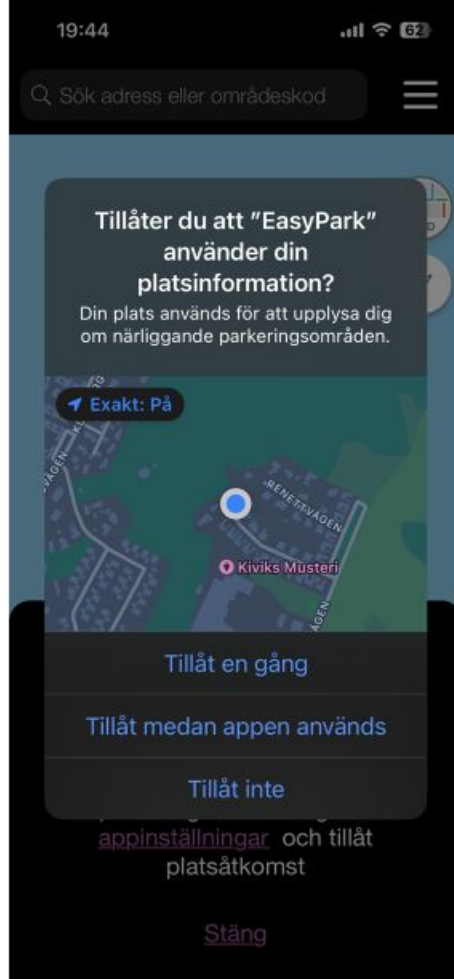 19:44
62
Sök adress eller områdeskod
Tillåter du att "EasyPark"
använder din
platsinformation?
Din plats används för att upplysa dig
om närliggande parkeringsområden.
Exakt: På
RENETTVÄGEN
Kiviks Musteri
Tillåt en gång
Tillåt medan appen används
Tillåt inte
appinställningar och tillåt
platsåtkomst
Stäng